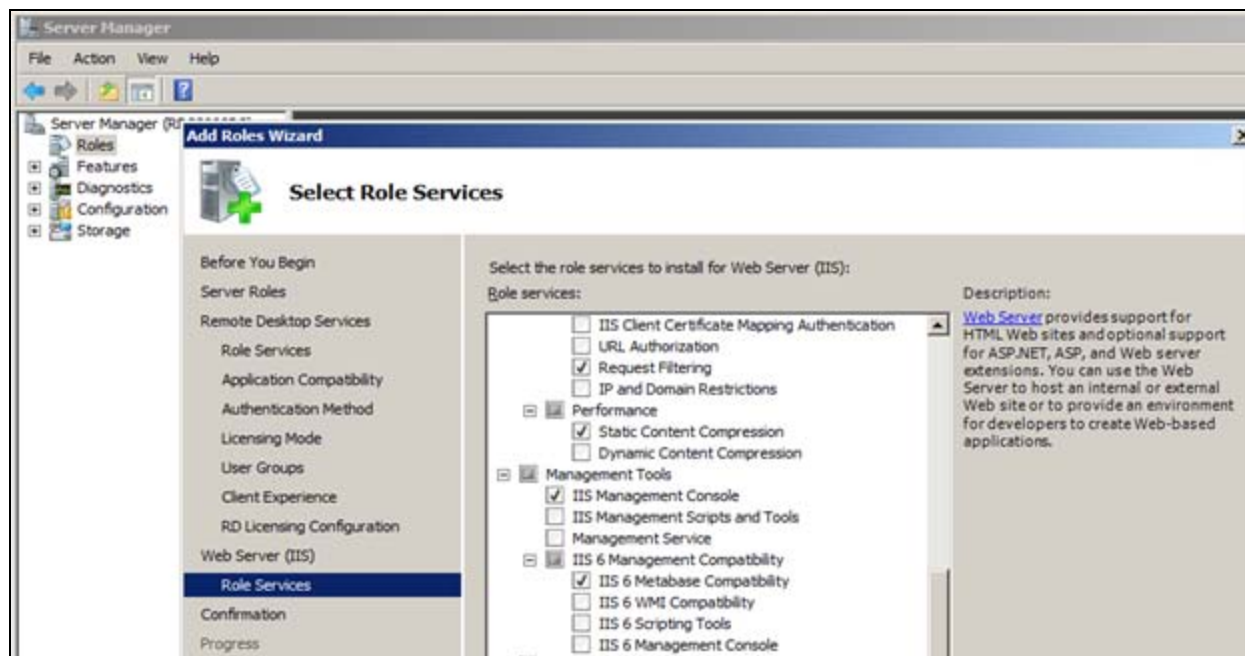 Server Manager
File Action View Help
Server Manager
Roles
Features
Diagnostics
Configuration
Storage
Add Roles Wizard
Select Role Services
Before You Begin
Server Roles
Remote Desktop Services
Role Services
Application Compatibility
Authentication Method
Licensing Mode
User Groups
Client Experience
RD Licensing Configuration
Web Server (IIS)
Role Services
Confirmation
Progress
Select the role services to install for Web Server (IIS):
Role services:
IIS Client Certificate Mapping Authentication
URL Authorization
Request Filtering
IP and Domain Restrictions
Performance
Static Content Compression
Dynamic Content Compression
Management Tools
IIS Management Console
IIS Management Scripts and Tools
Management Service
IIS 6 Management Compatibility
IIS 6 Metabase Compatibility
IIS 6 WMI Compatibility
IIS 6 Scripting Tools
IIS 6 Management Console
Description:
Web Server provides support for
HTML Web sites and optional support
for ASP.NET, ASP, and Web server
extensions. You can use the Web
Server to host an internal or external
Web site or to provide an environment
for developers to create Web-based
applications.